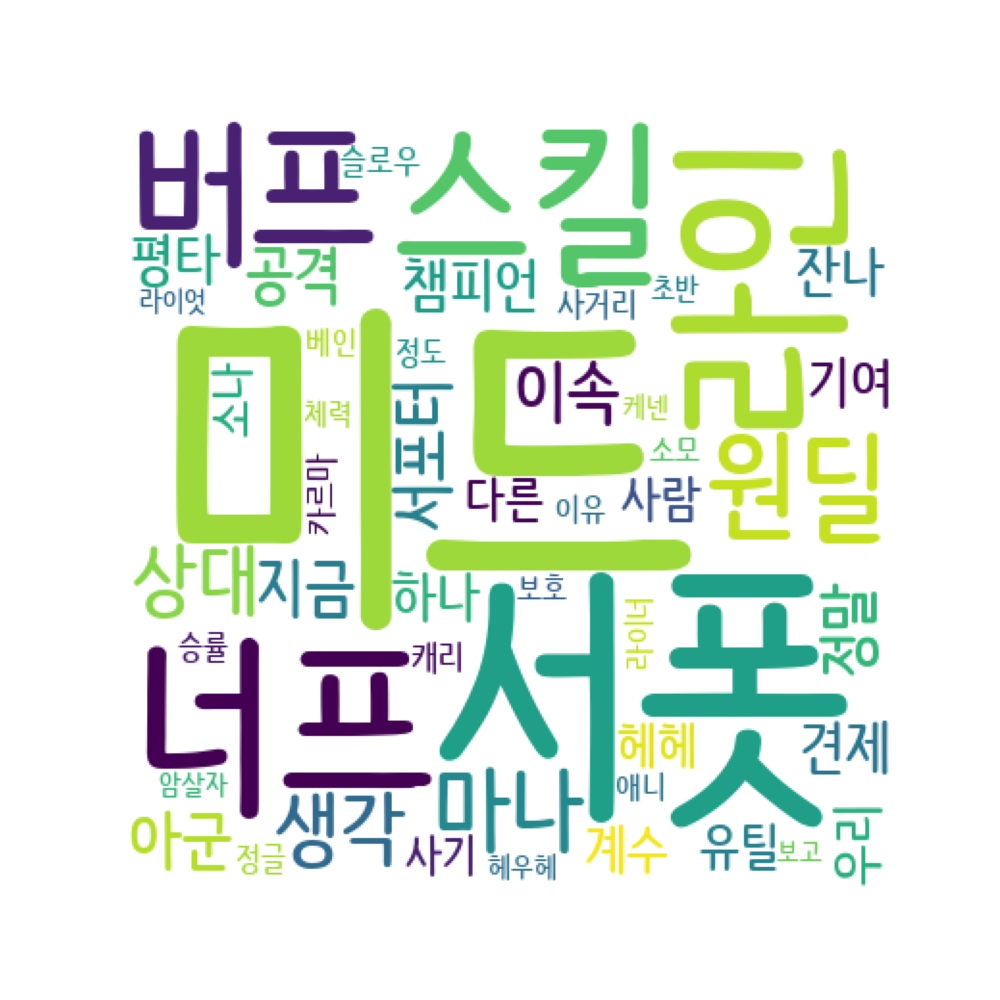 버프
슬로우
스킬
힐
오
평타
공격
챔피언
사거리
초반
잔나
라이엇
미드
베인
정도
이속
기여
소나
체력
서포터
케넨
원딜
카르마
다른
이유
소모
사람
상대
지금
하나
보호
라이너
정말
서폿
승률
너프
캐리
헤헤
견제
암살자
생각
마나
애니
아군
정글
사기
헤우헤
계수
유틸
보고
우리